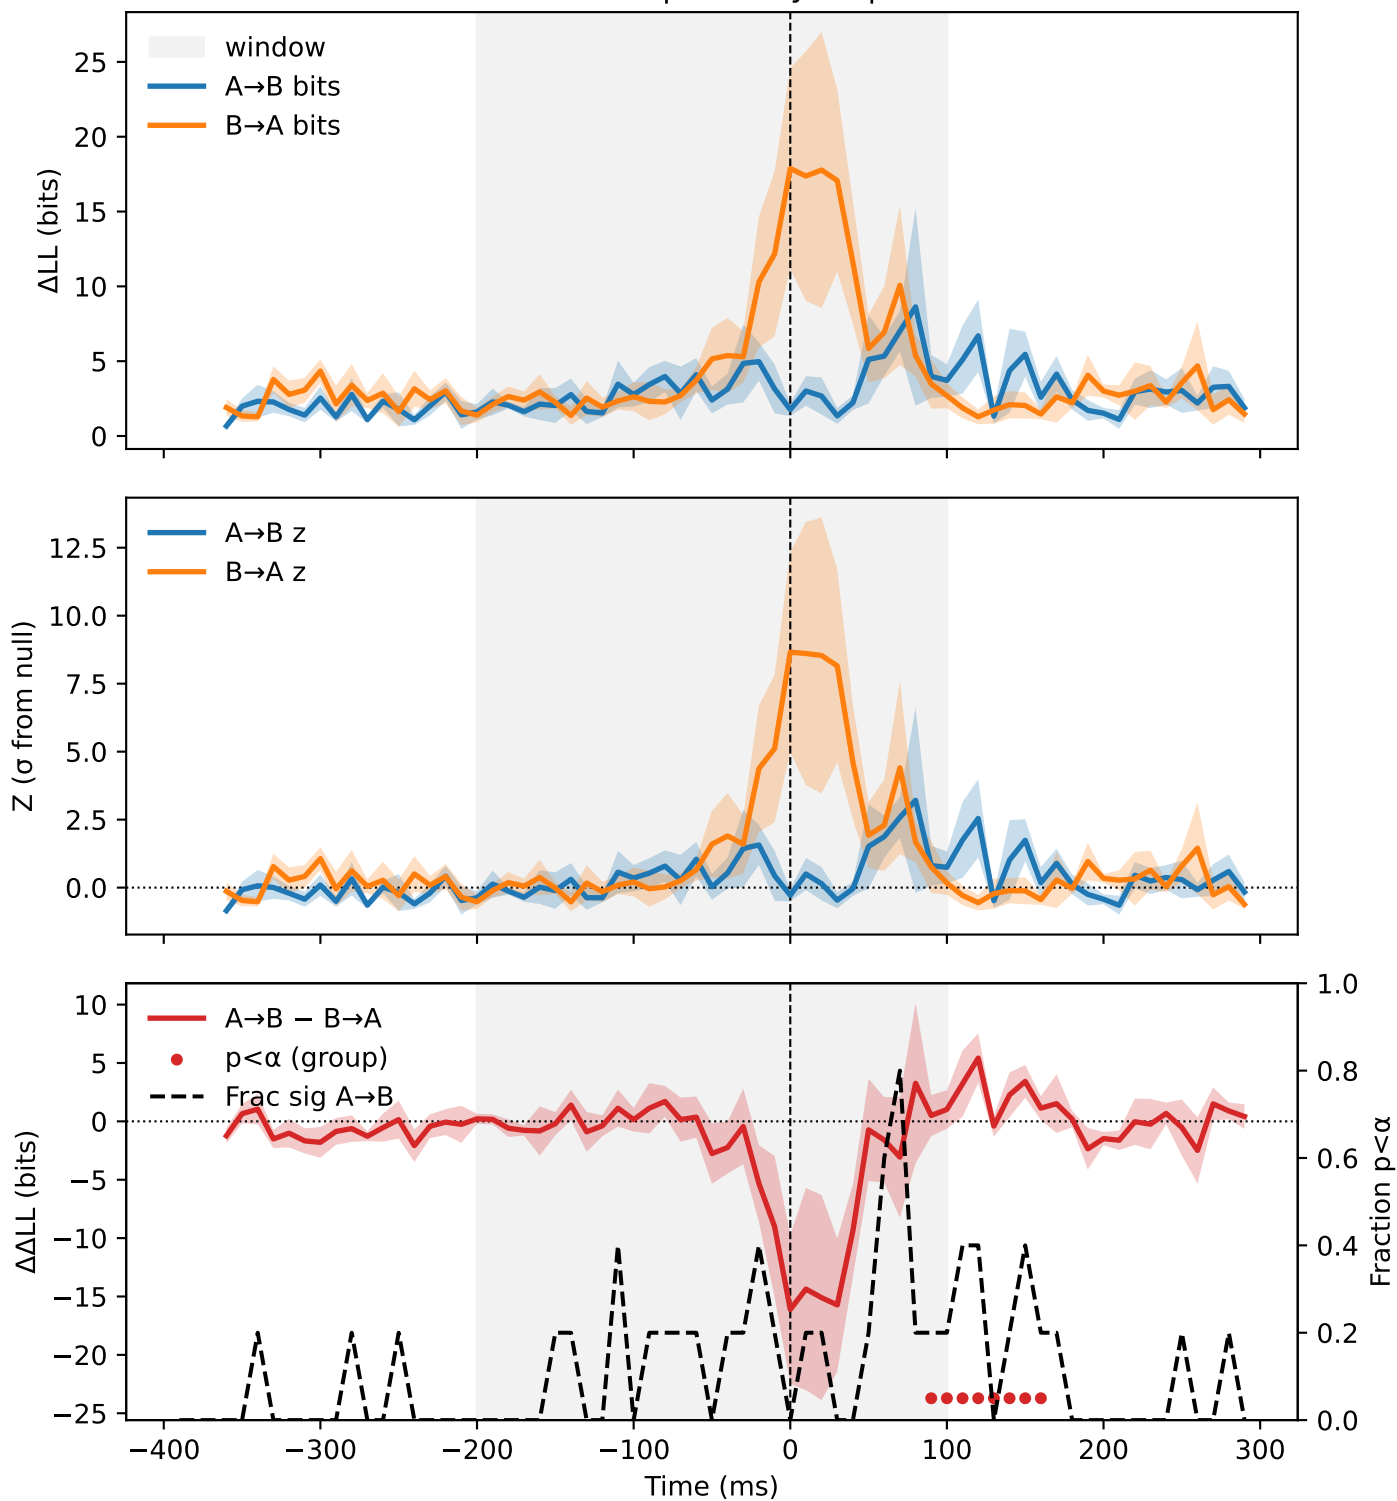 window
A→B bits
B→A bits
25
20
15
10
5
0
ΔLL (bits)
A→B z
B→A z
12.5
10.0
7.5
5.0
2.5
0.0
Z (σ from null)
A→B − B→A
p<α (group)
Frac sig A→B
10
5
0
−5
−10
−15
−20
−25
ΔΔLL (bits)
1.0
0.8
0.6
0.4
0.2
0.0
Fraction p<α
−400 −300 −200 −100 0 100 200 300
Time (ms)